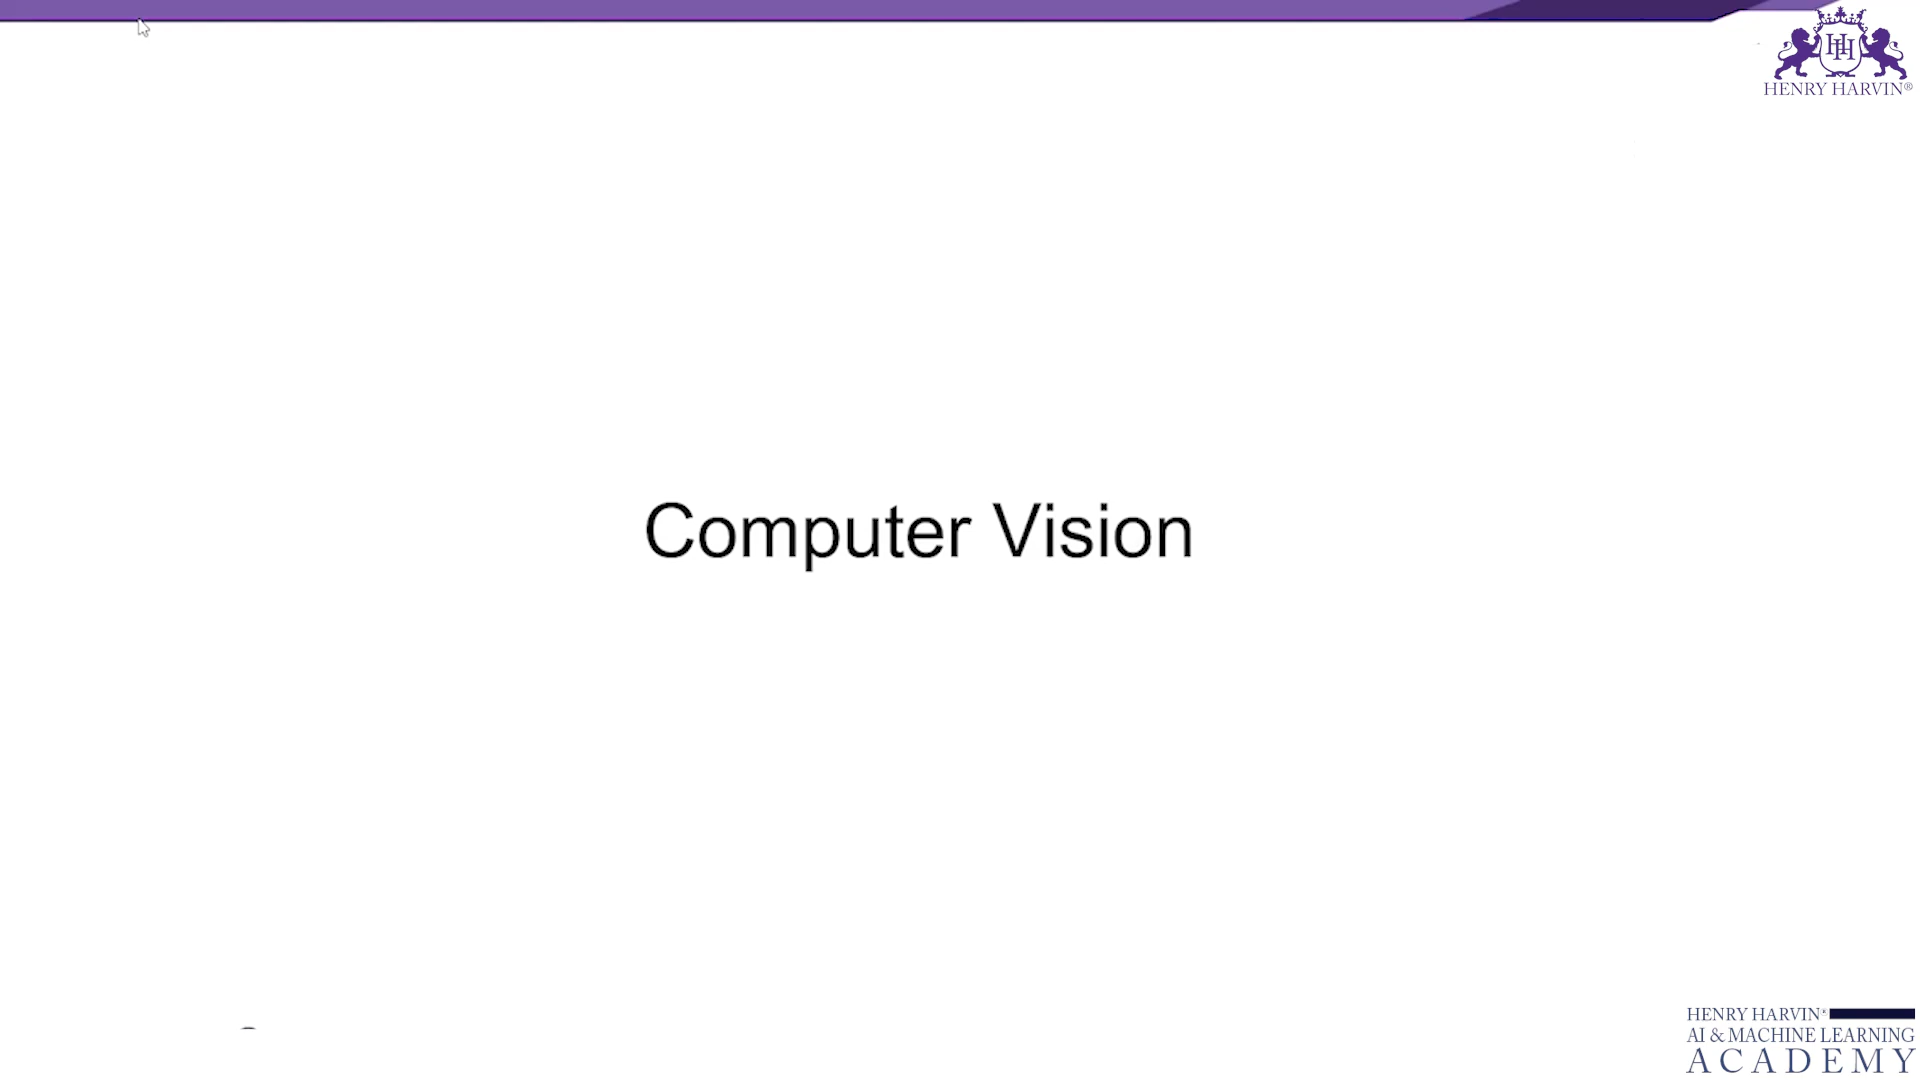 HENRY HARVIN®
Computer Vision
HENRY HARVIN®
AI & MACHINE LEARNING
ACADEMY